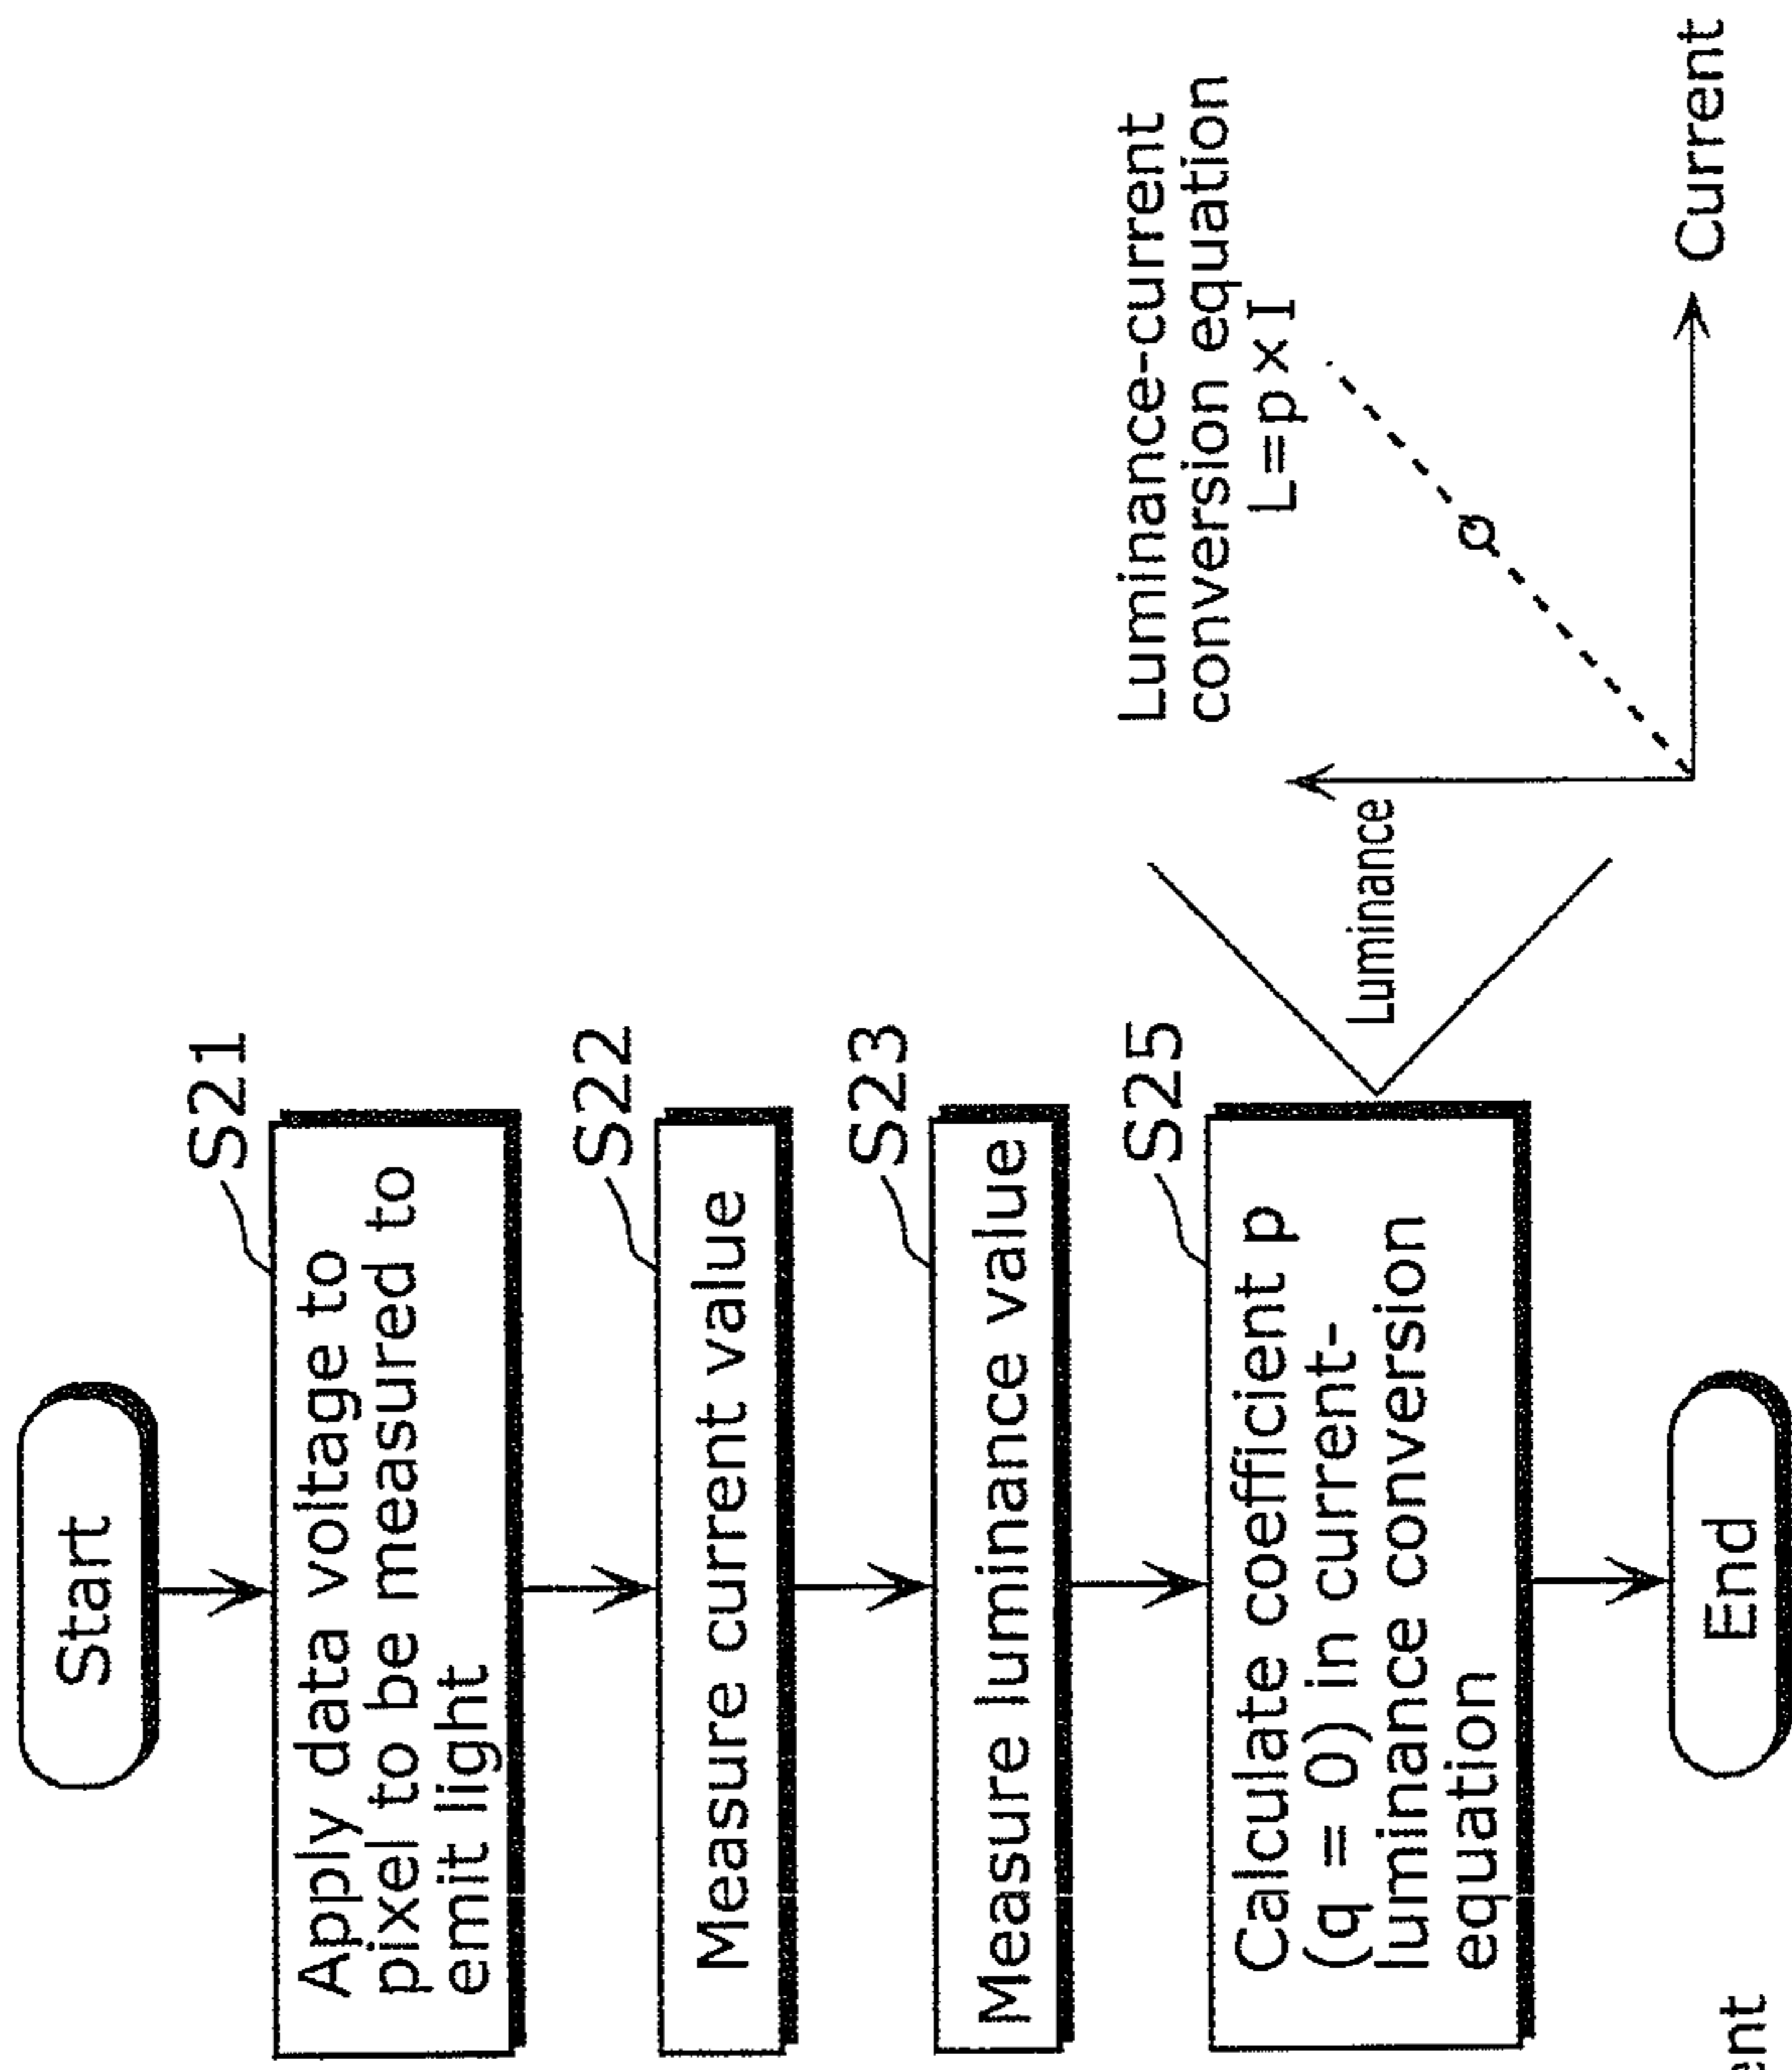 Start
S21
Apply data voltage to
pixel to be measured to
emit light
S22
Measure current value
S23
Measure luminance value
S25
Calculate coefficient p
(q = 0) in current-
luminance conversion
equation
End
Luminance-current
conversion equation
L=p×I
Luminance
Current